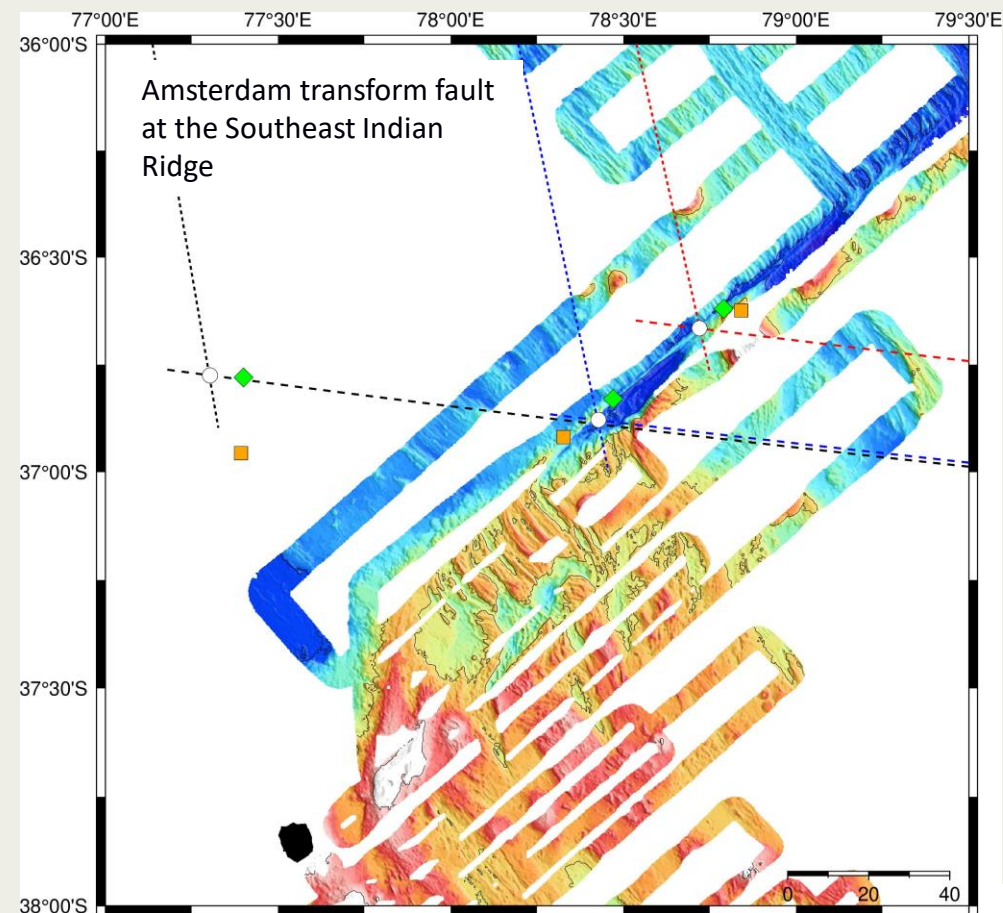 77°00'E 77°30'E 78°00'E 78°30'E 79°00'E 79°30'E
36°00'S
Amsterdam transform fault
at the Southeast Indian
Ridge
36°30'S
37°00'S
37°30'S
38°00'S
0 20 40